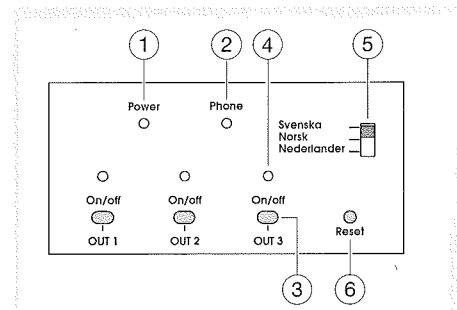 1 2 4 5
Power Phone
Svenska
Norsk
Nederlander
On/off On/off On/off
OUT 1 OUT 2 OUT 3
Reset
3 6